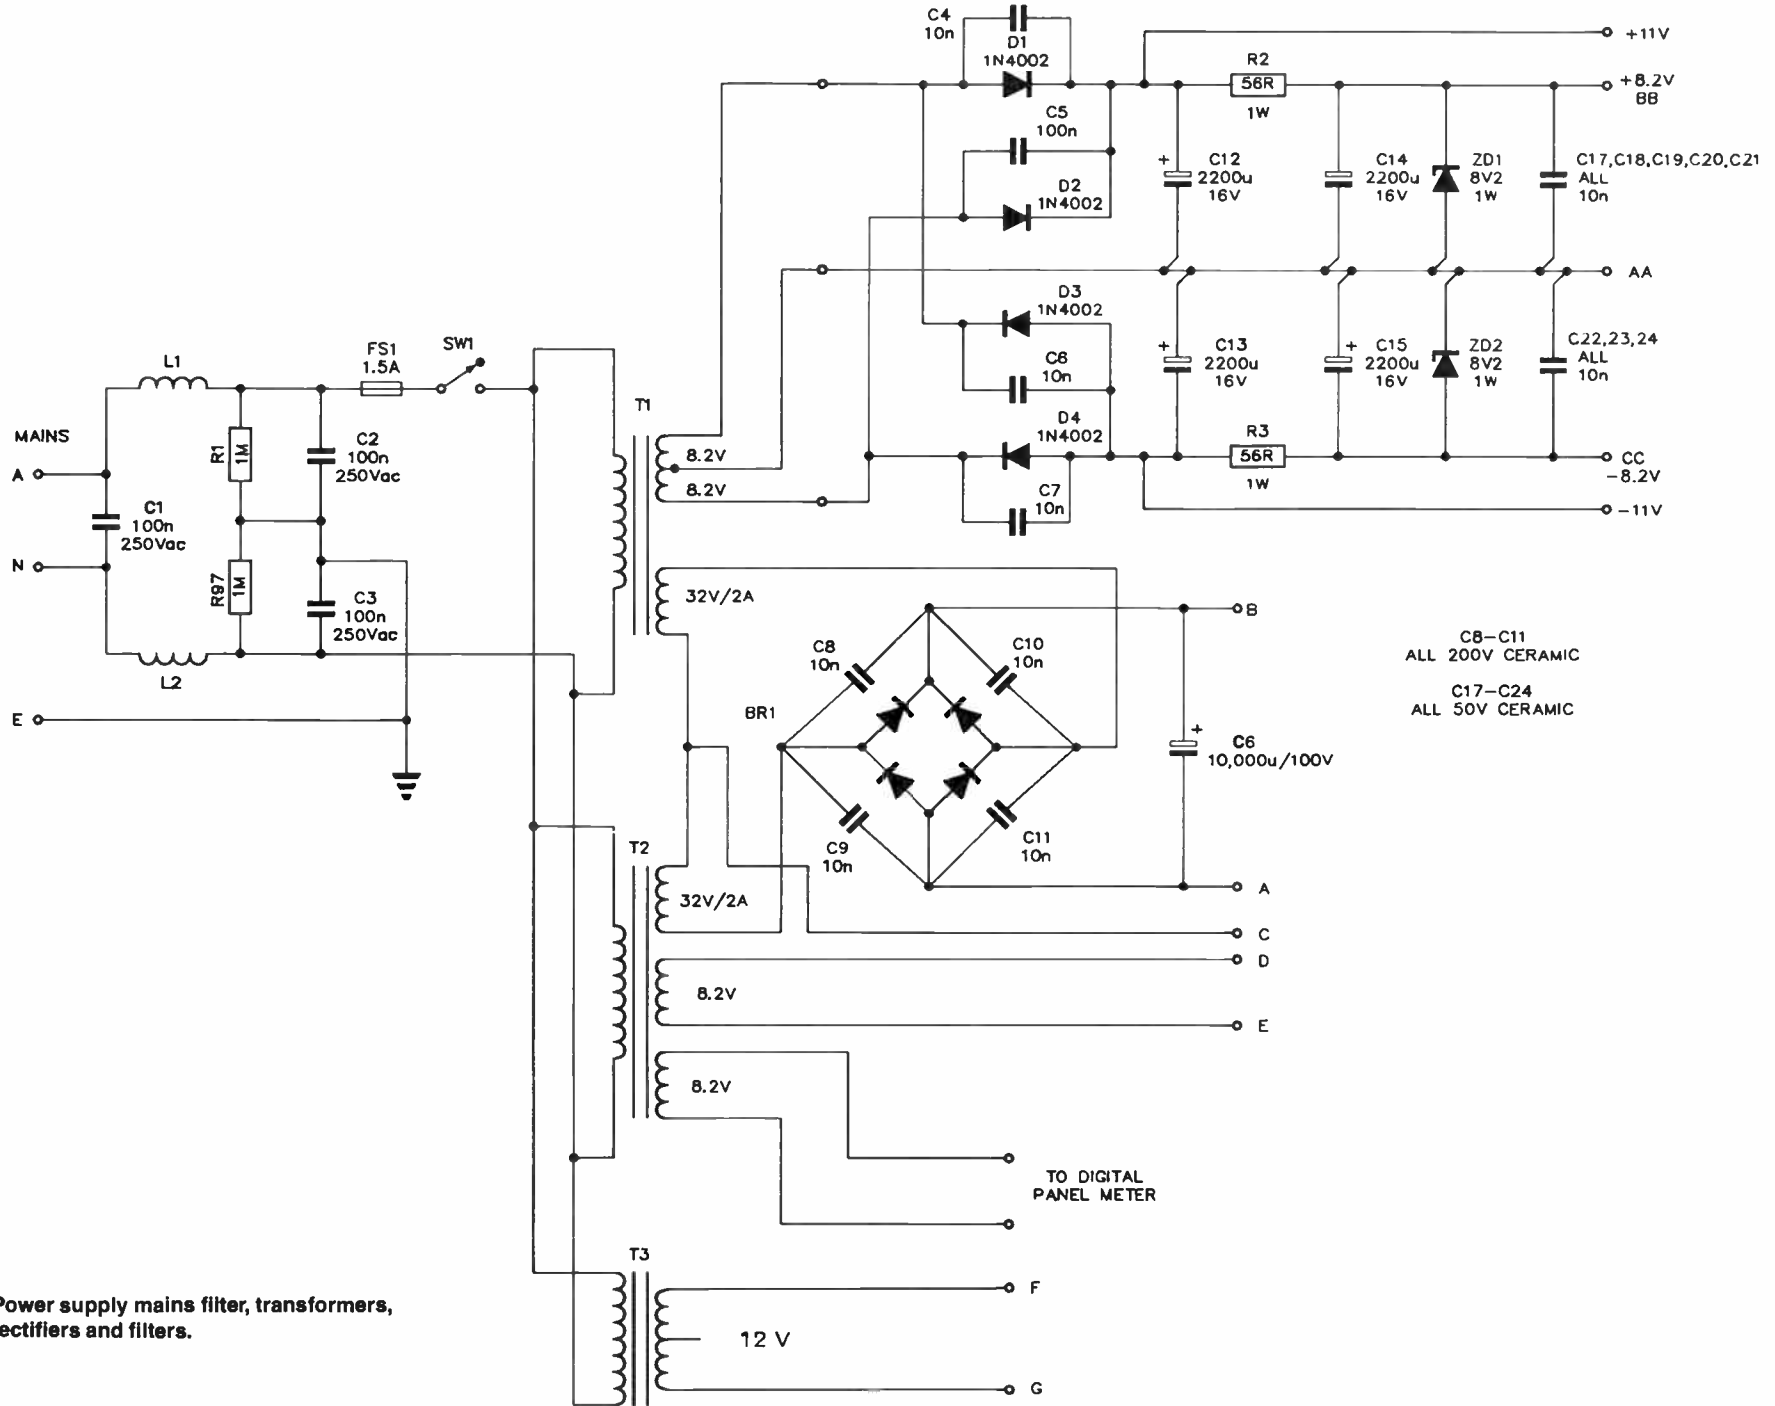 C4
10n
D1
1N4002
C5
100n
D2
1N4002
+11V
R2
56R
1W
+8.2V
BB
C12
2200u
16V
+
C14
2200u
16V
ZD1
8V2
1W
C17,C18,C19,C20,C21
ALL
10n
AA
D3
1N4002
C6
10n
D4
1N4002
C7
10n
C13
2200u
16V
+
C15
2200u
16V
+
ZD2
8V2
1W
C22,23,24
ALL
10n
R3
56R
1W
CC
-8.2V
-11V
L1
FS1
1.5A
SW1
MAINS
A
C1
100n
250Vac
N
R1
1M
C2
100n
250Vac
R97
1M
C3
100n
250Vac
L2
E
T1
8.2V
8.2V
32V/2A
C8
10n
C10
10n
BR1
C9
10n
C11
10n
B
+
C6
10,000u/100V
A
C8-C11
ALL 200V CERAMIC
C17-C24
ALL 50V CERAMIC
T2
32V/2A
C
D
8.2V
E
8.2V
TO DIGITAL
PANEL METER
T3
F
12 V
G
Power supply mains filter, transformers,
ectifiers and filters.